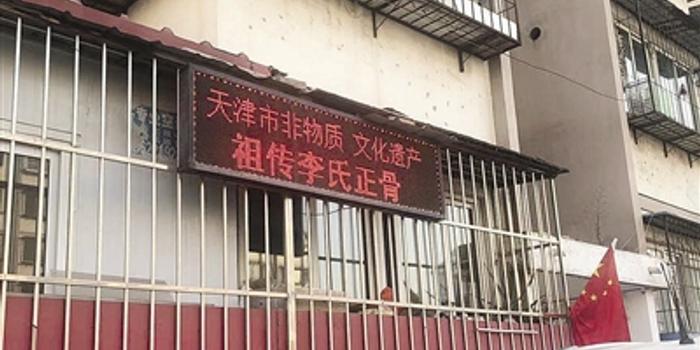 天津市非物质 文化遗产
祖传李氏正骨